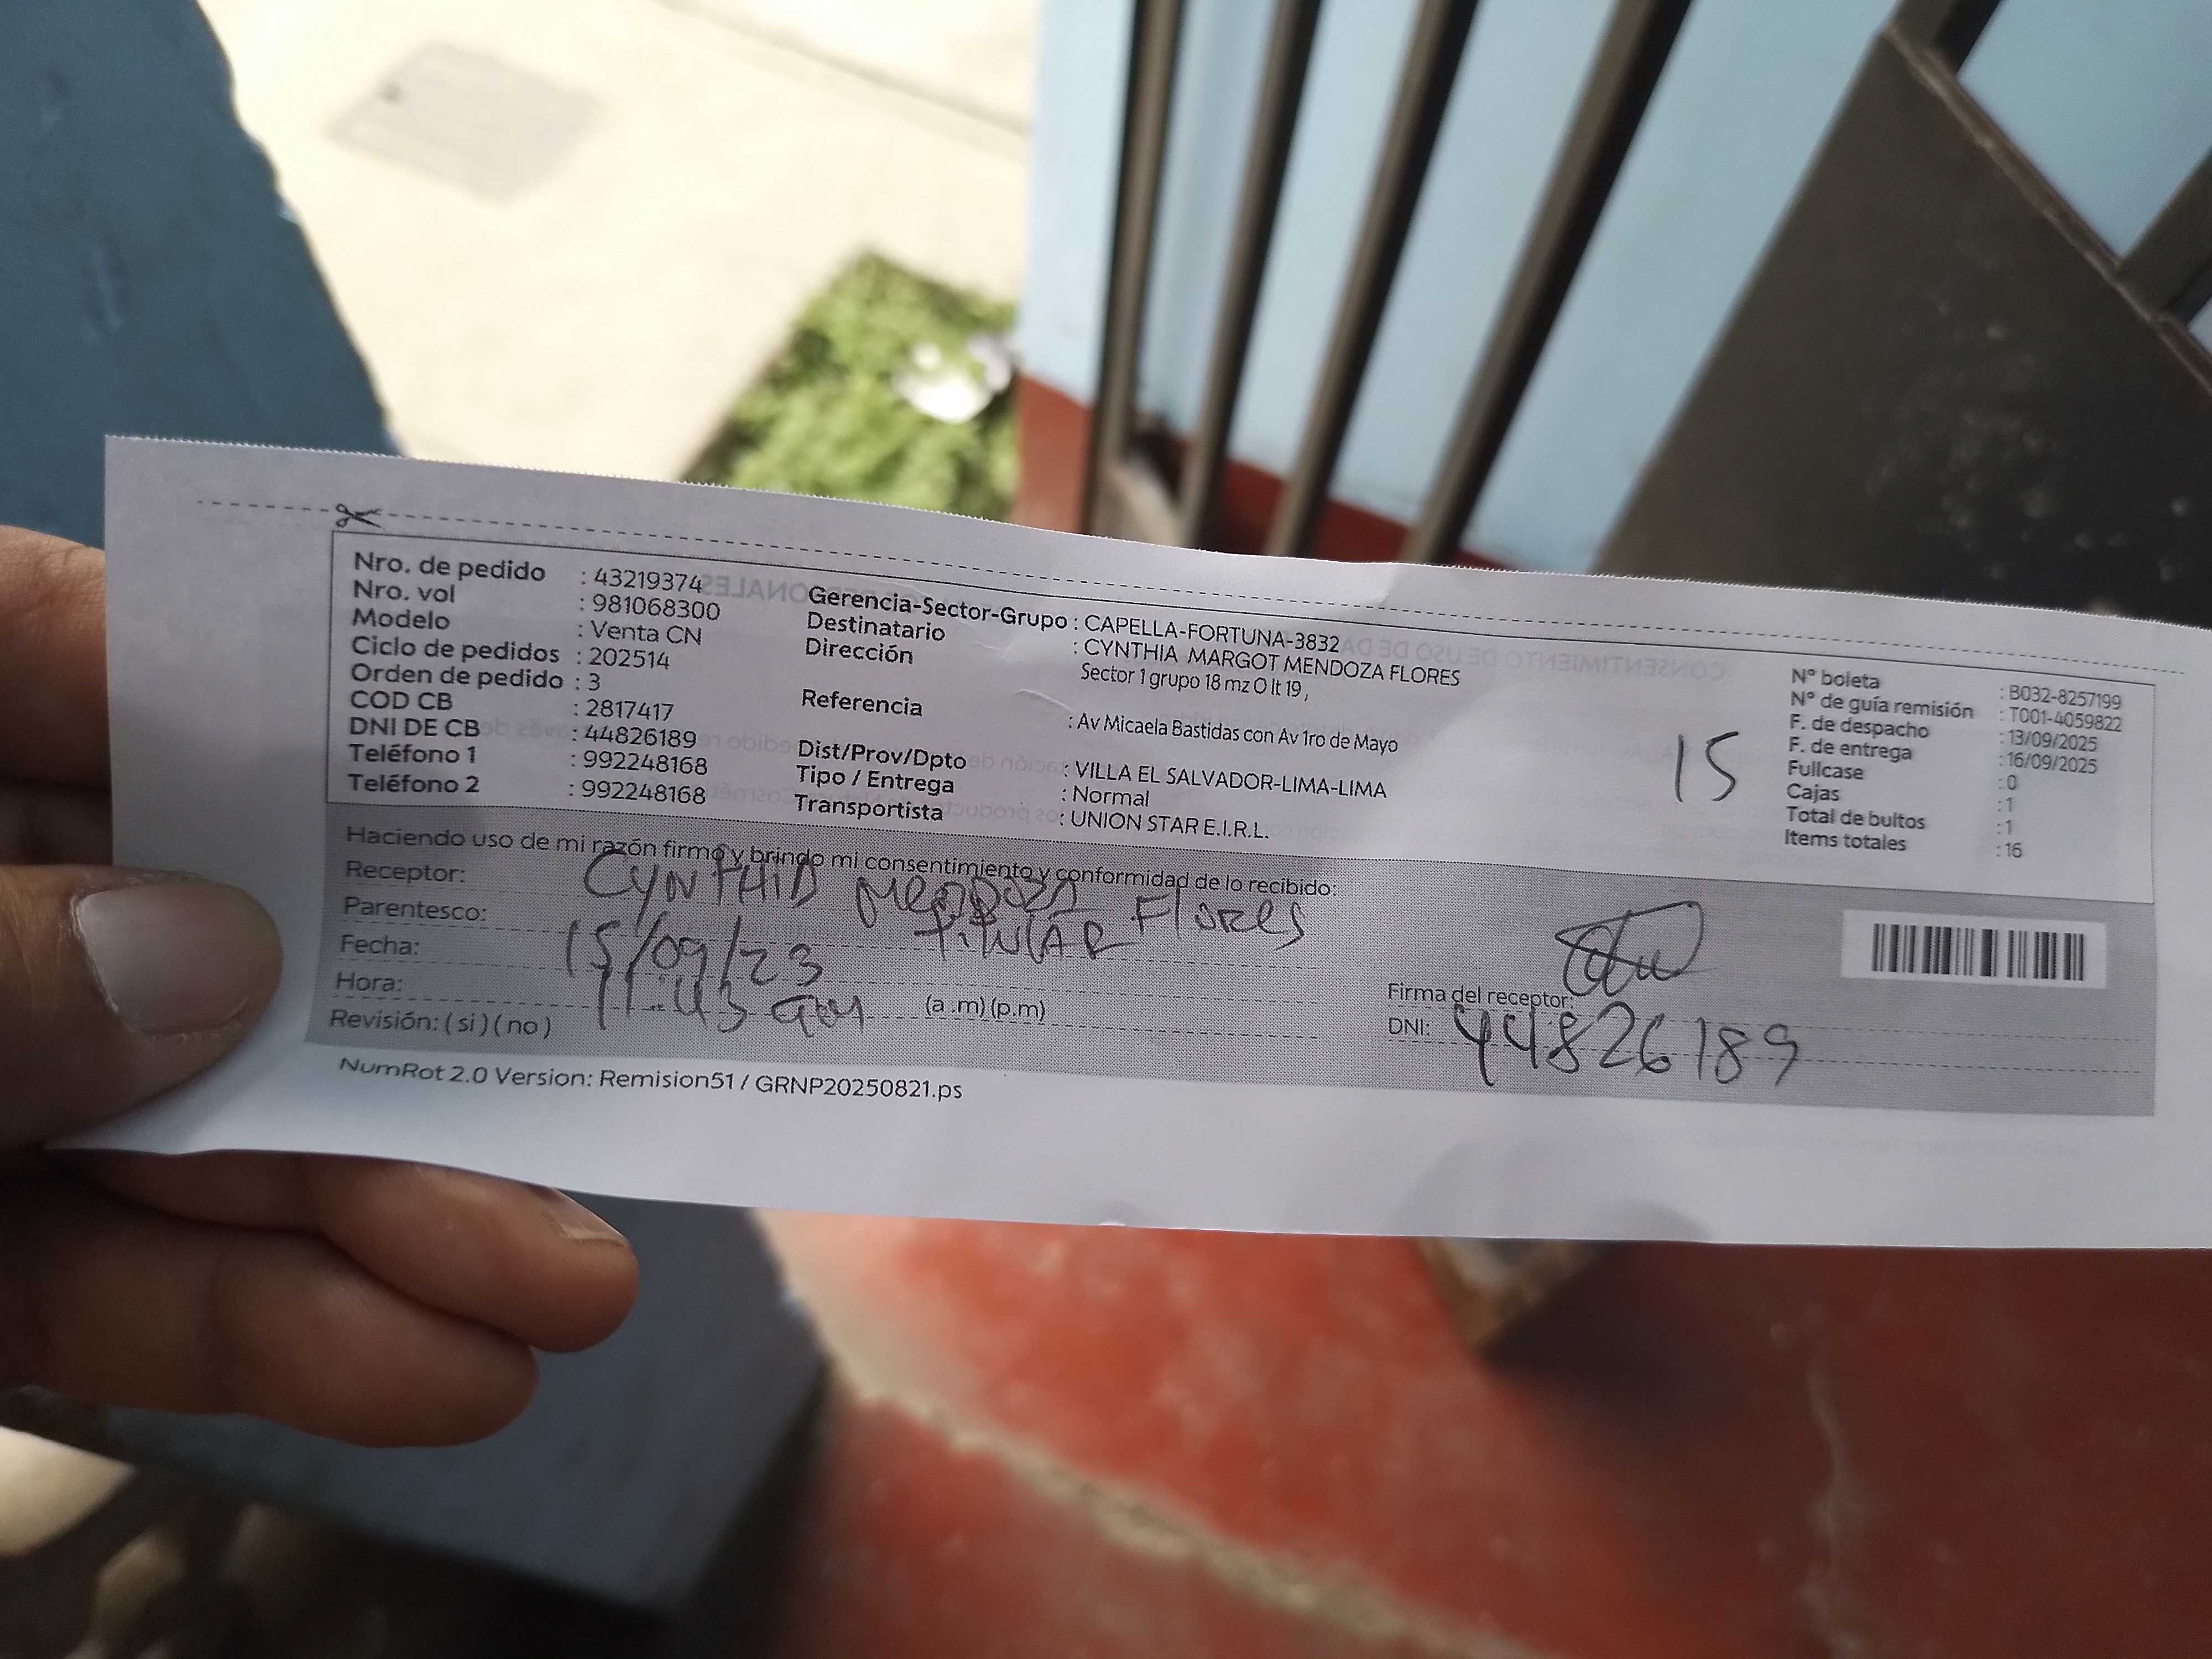 Nro. de pedido : 43219374
Nro. vol : 981068300
Modelo : Venta CN
Ciclo de pedidos : 202514
Orden de pedido : 3
COD CB : 2817417
DNI DE CB : 44826189
Teléfono 1 : 992248168
Teléfono 2 : 992248168
Gerencia-Sector-Grupo : CAPELLA-FORTUNA-3832
Destinatario : CYNTHIA MARGOT MENDOZA FLORES
Dirección Sector 1 grupo 18 mz O lt 19 ,
Referencia : Av Micaela Bastidas con Av 1ro de Mayo
Dist/Prov/Dpto : VILLA EL SALVADOR-LIMA-LIMA
Tipo / Entrega : Normal
Transportista : UNION STAR E.I.R.L.
15
N° boleta : B032-8257199
N° de guía remisión : T001-4059822
F. de despacho : 13/09/2025
F. de entrega : 16/09/2025
Fullcase : 0
Cajas : 1
Total de bultos : 1
Items totales : 16
Haciendo uso de mi razón firmo y brindo mi consentimiento y conformidad de lo recibido:
Receptor: CYNTHIA Mendoza Flores
Parentesco: TiTULAR
Fecha: 15/09/23
Hora: 11:43 am (a .m) (p.m)
Revisión: ( si ) ( no )
Firma del receptor:
DNI: 44826189
NumRot 2.0 Version: Remision51 / GRNP20250821.ps